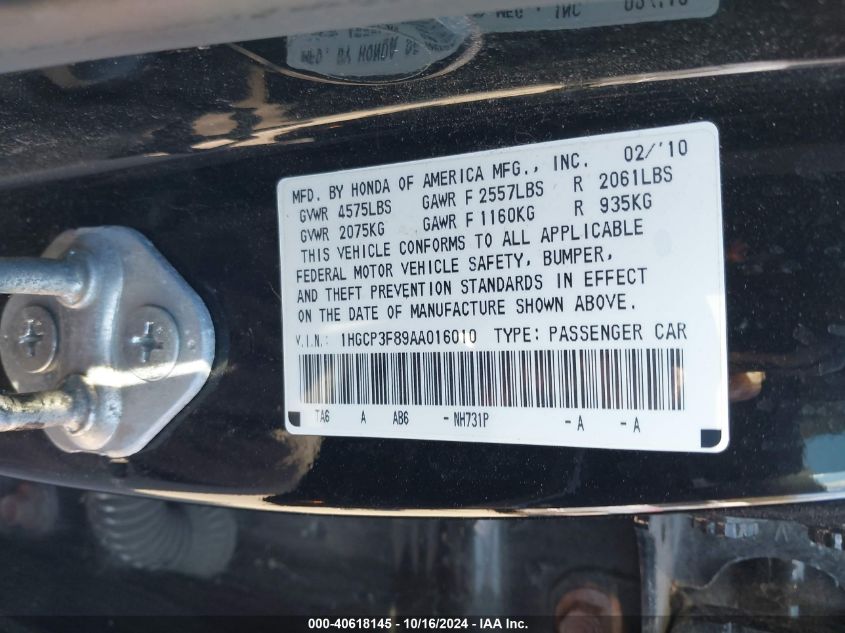 MFD. BY HONDA OF AMERICA MFG., INC. 02/'10
GVWR 4575LBS GAWR F 2557LBS R 2061LBS
GVWR 2075KG GAWR F 1160KG R 935KG
THIS VEHICLE CONFORMS TO ALL APPLICABLE
FEDERAL MOTOR VEHICLE SAFETY, BUMPER,
AND THEFT PREVENTION STANDARDS IN EFFECT
ON THE DATE OF MANUFACTURE SHOWN ABOVE.
V.I.N.: 1HGCP3F89AA016010 TYPE: PASSENGER CAR
TA6 A AB6 - NH731P - A - A
000-40618145 - 10/16/2024 - IAA Inc.